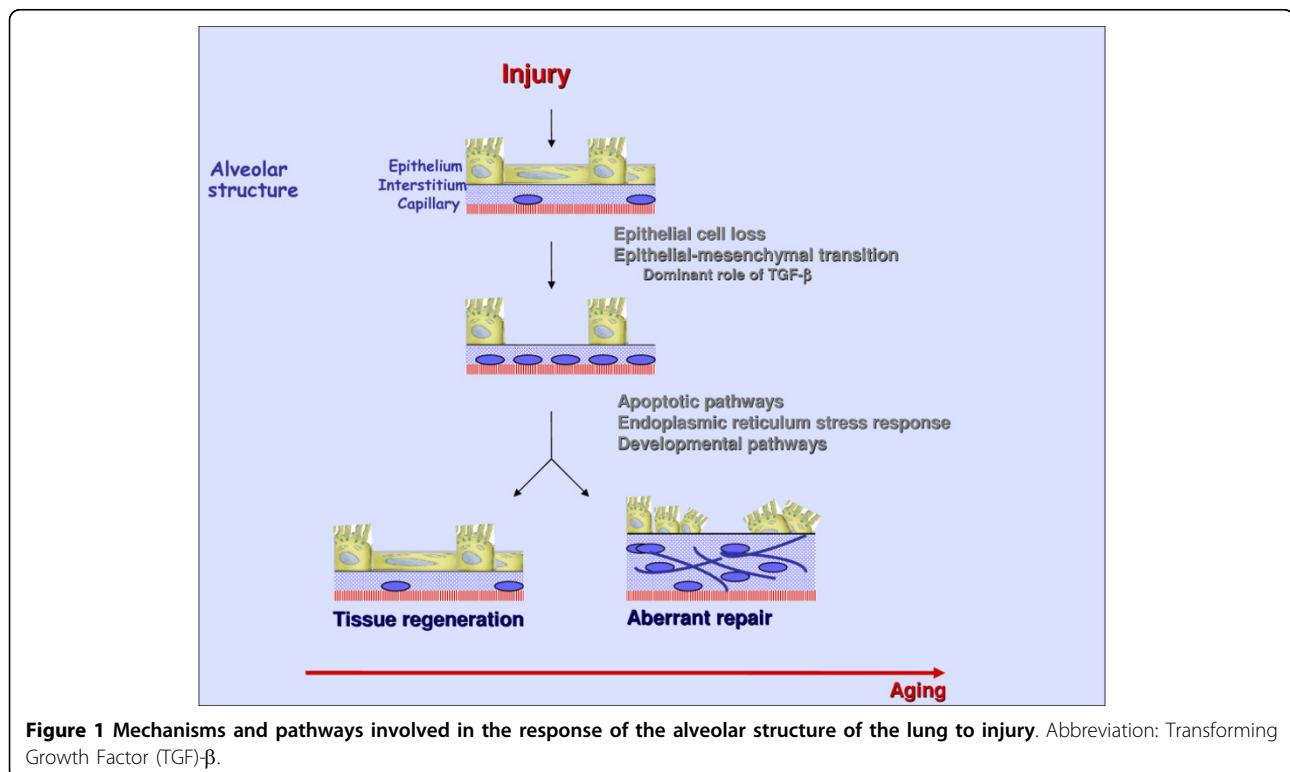 Injury
Alveolar
structure
Epithelium
Interstitium
Capillary
Epithelial cell loss
Epithelial-mesenchymal transition
Dominant role of TGF-β
Apoptotic pathways
Endoplasmic reticulum stress response
Developmental pathways
Tissue regeneration
Aberrant repair
Aging
Figure 1 Mechanisms and pathways involved in the response of the alveolar structure of the lung to injury. Abbreviation: Transforming
Growth Factor (TGF)-β.